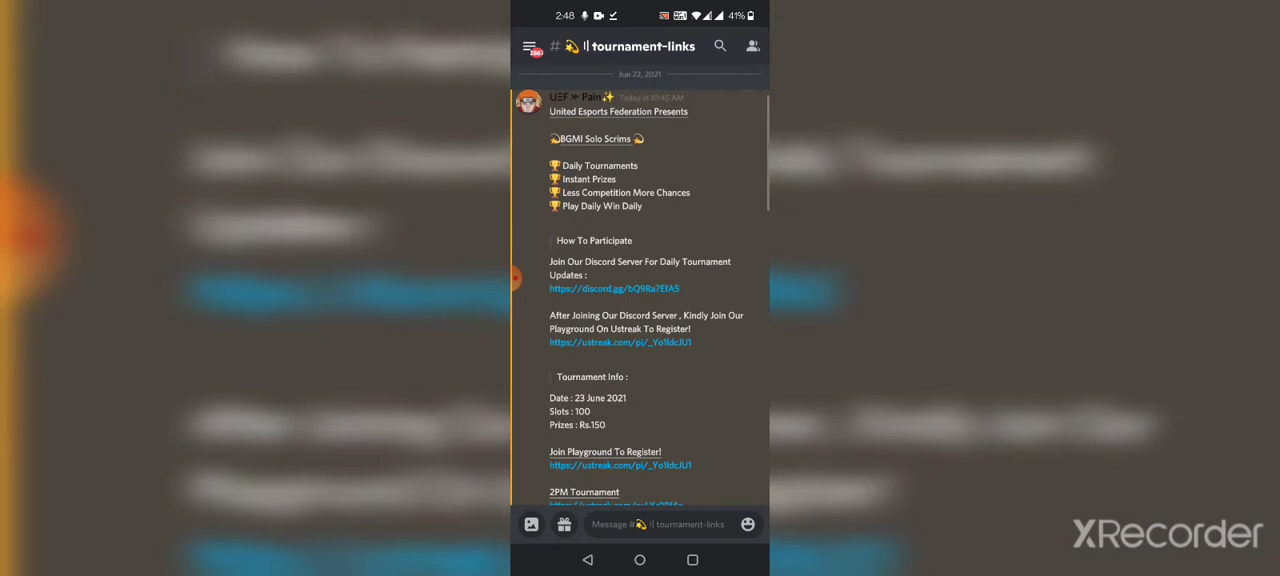 2:48
41%
# 💫 || tournament-links
Jun 22, 2021
UΞF ≫ Pain✨ Today at 10:45 AM
United Esports Federation Presents
💫BGMI Solo Scrims 💫
🏆 Daily Tournaments
🏆 Instant Prizes
🏆 Less Competition More Chances
🏆 Play Daily Win Daily
How To Participate
Join Our Discord Server For Daily Tournament
Updates :
https://discord.gg/bQ9Ra7EfA5
After Joining Our Discord Server , Kindly Join Our
Playground On Ustreak To Register!
https://ustreak.com/pi/_Yo1ldcJU1
Tournament Info :
Date : 23 June 2021
Slots : 100
Prizes : Rs.150
Join Playground To Register!
https://ustreak.com/pi/_Yo1ldcJU1
2PM Tournament
Message #💫 || tournament-links
XRecorder